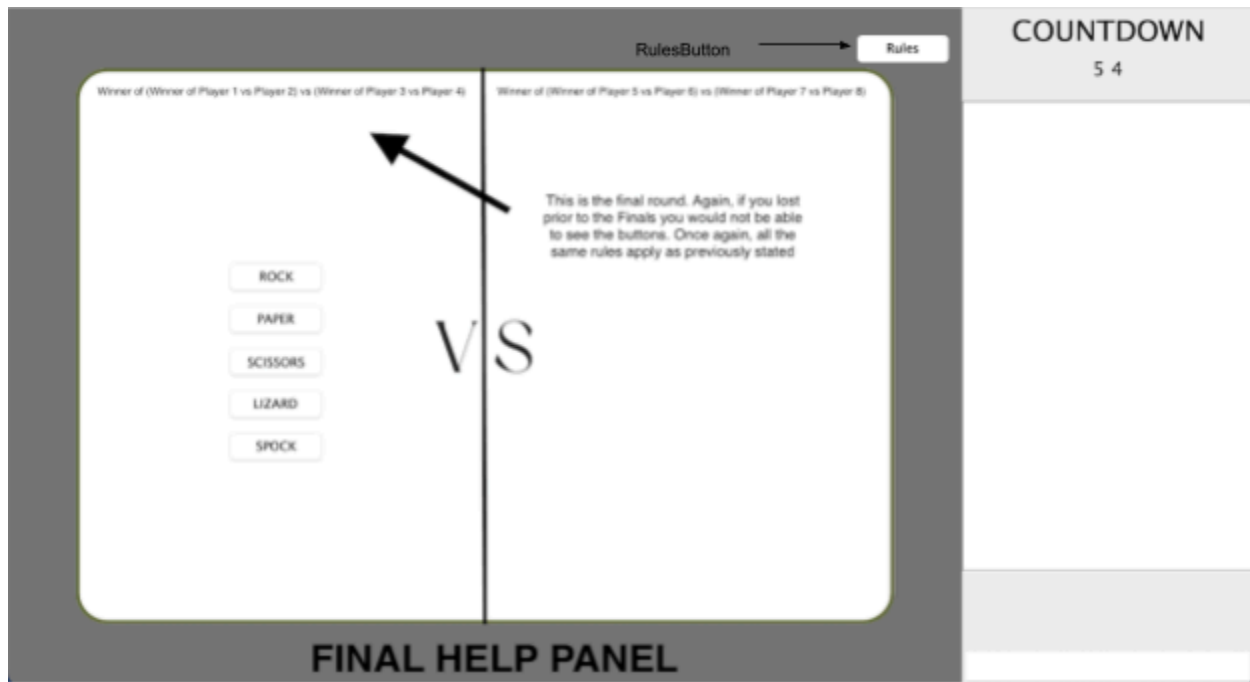 COUNTDOWN
5 4
RulesButton
Rules
Winner of (Winner of Player 1 vs Player 2) vs (Winner of Player 3 vs Player 4)
Winner of (Winner of Player 5 vs Player 6) vs (Winner of Player 7 vs Player 8)
This is the final round. Again, if you lost
prior to the Finals you would not be able
to see the buttons. Once again, all the
same rules apply as previously stated
ROCK
PAPER
SCISSORS
LIZARD
SPOCK
VS
FINAL HELP PANEL